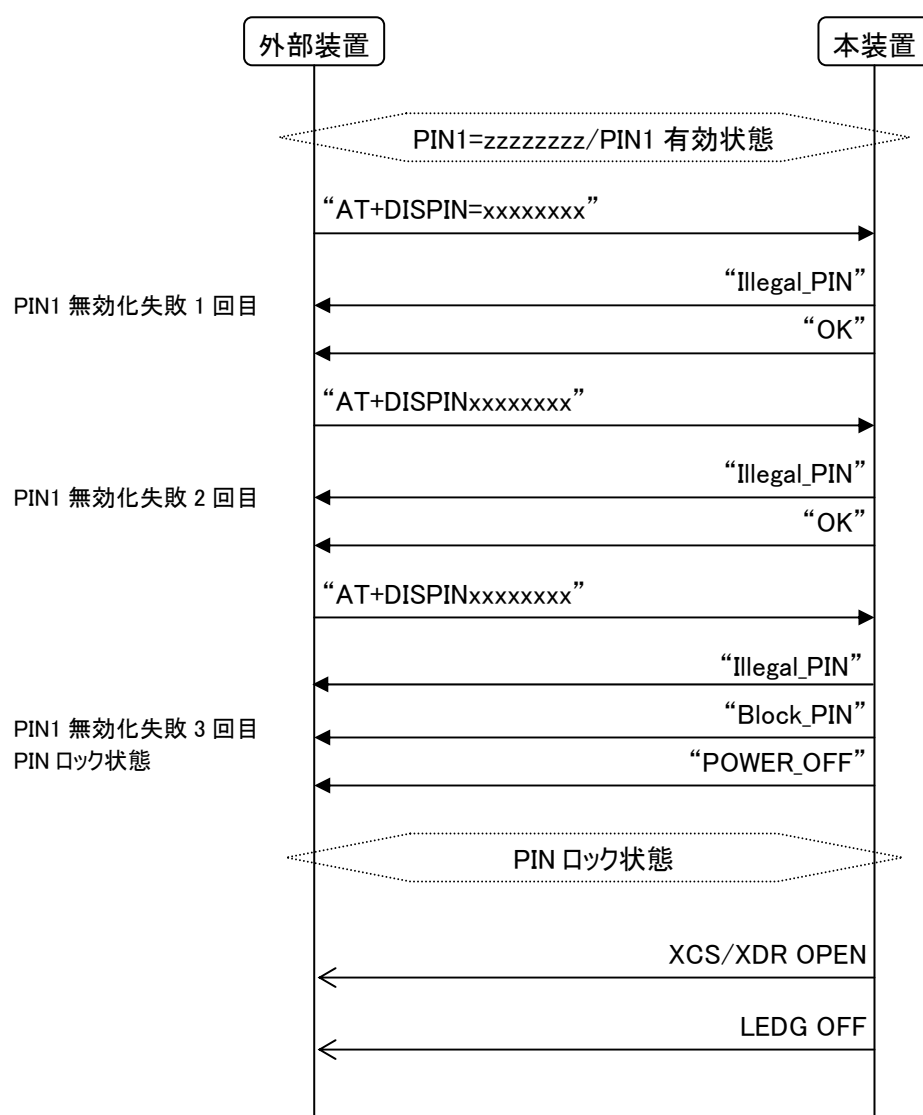 外部装置
本装置
PIN1=zzzzzzzz/PIN1 有効状態
“AT+DISPIN=xxxxxxxx”
“Illegal_PIN”
PIN1 無効化失敗 1 回目
“OK”
“AT+DISPINxxxxxxxx”
“Illegal_PIN”
PIN1 無効化失敗 2 回目
“OK”
“AT+DISPINxxxxxxxx”
“Illegal_PIN”
“Block_PIN”
PIN1 無効化失敗 3 回目
PIN ロック状態
“POWER_OFF”
PIN ロック状態
XCS/XDR OPEN
LEDG OFF